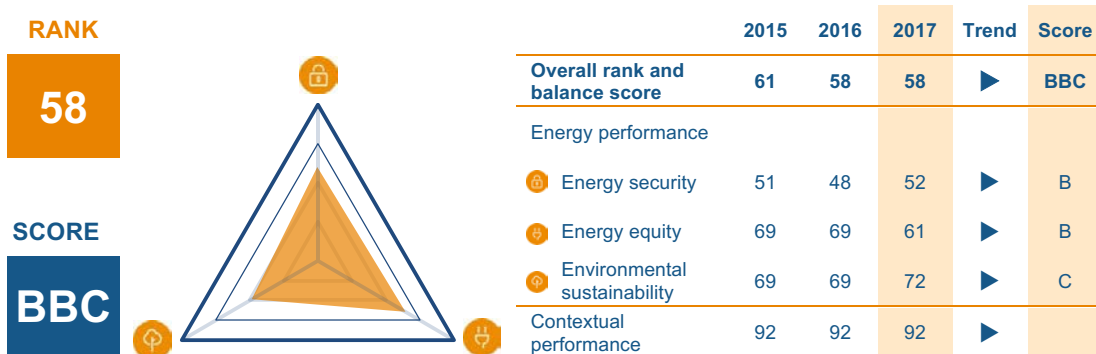 RANK
58
SCORE
BBC
2015 2016 2017 Trend Score
Overall rank and
balance score 61 58 58 BBC
Energy performance
Energy security 51 48 52 B
Energy equity 69 69 61 B
Environmental
sustainability 69 69 72 C
Contextual
performance 92 92 92